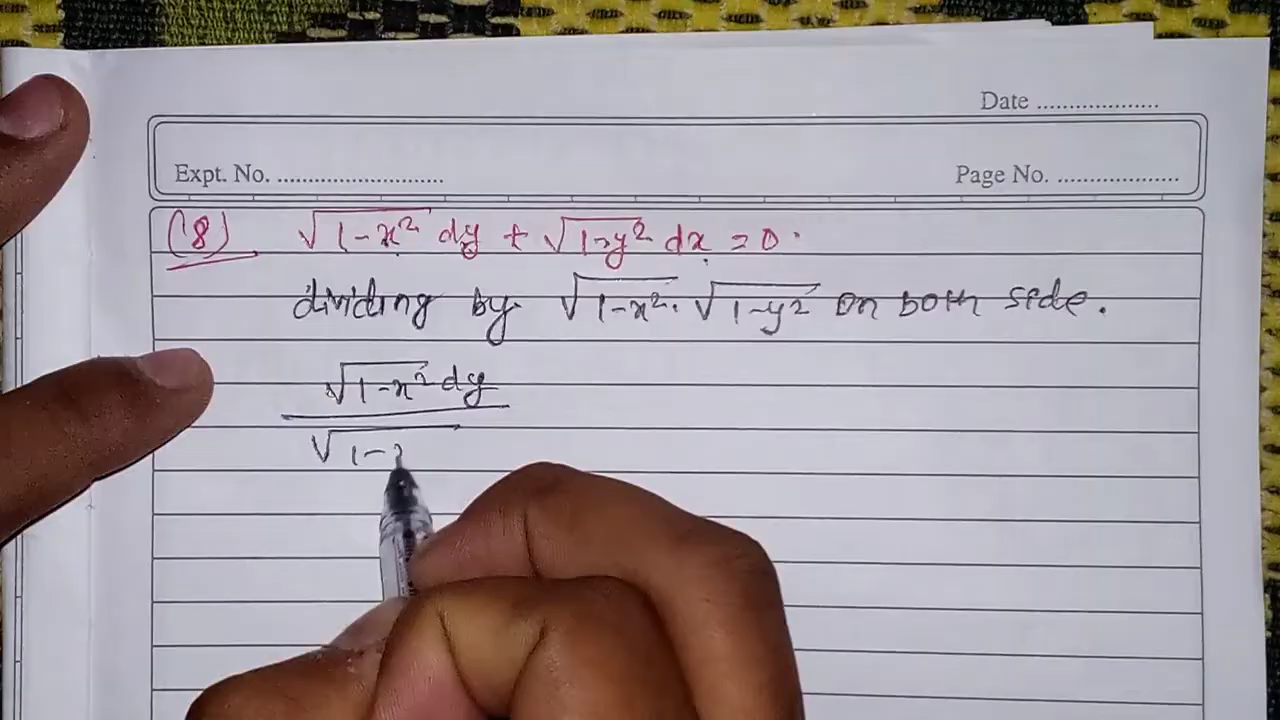 Date ...................
Expt. No. ..........................
Page No. ...................
(8) √(1-x²) dy + √(1-y²) dx = 0.
dividing by √(1-x²). √(1-y²) on both side.
√(1-x²) dy
√(1-